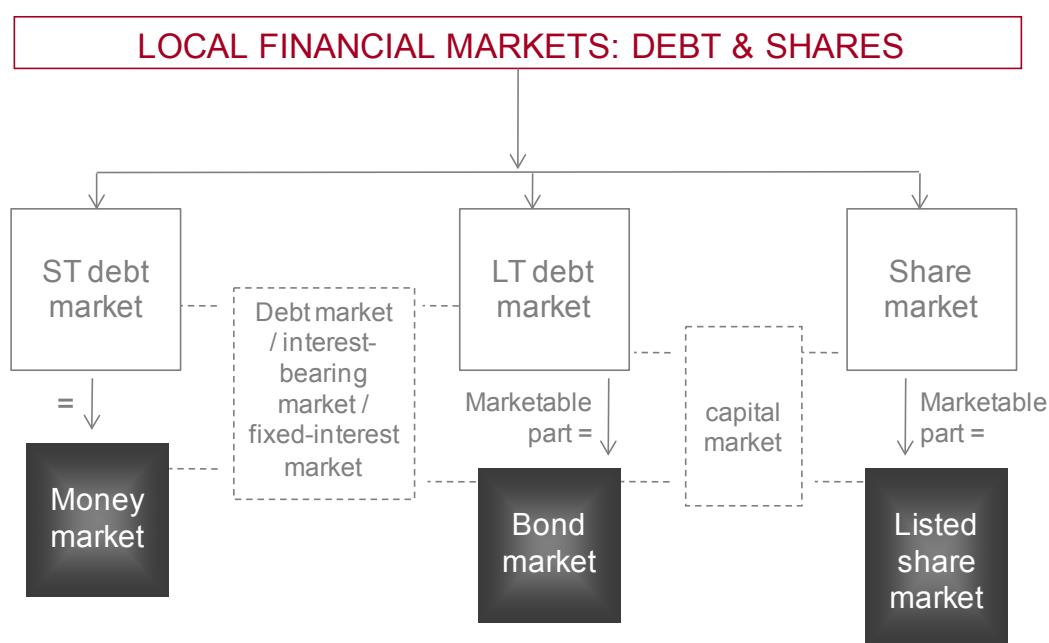 LOCAL FINANCIAL MARKETS: DEBT & SHARES
ST debt
market
LT debt
market
Share
market
Debt market
/ interest-
bearing
market /
fixed-interest
market
capital
market
=
Marketable
part =
Marketable
part =
Money
market
Bond
market
Listed
share
market